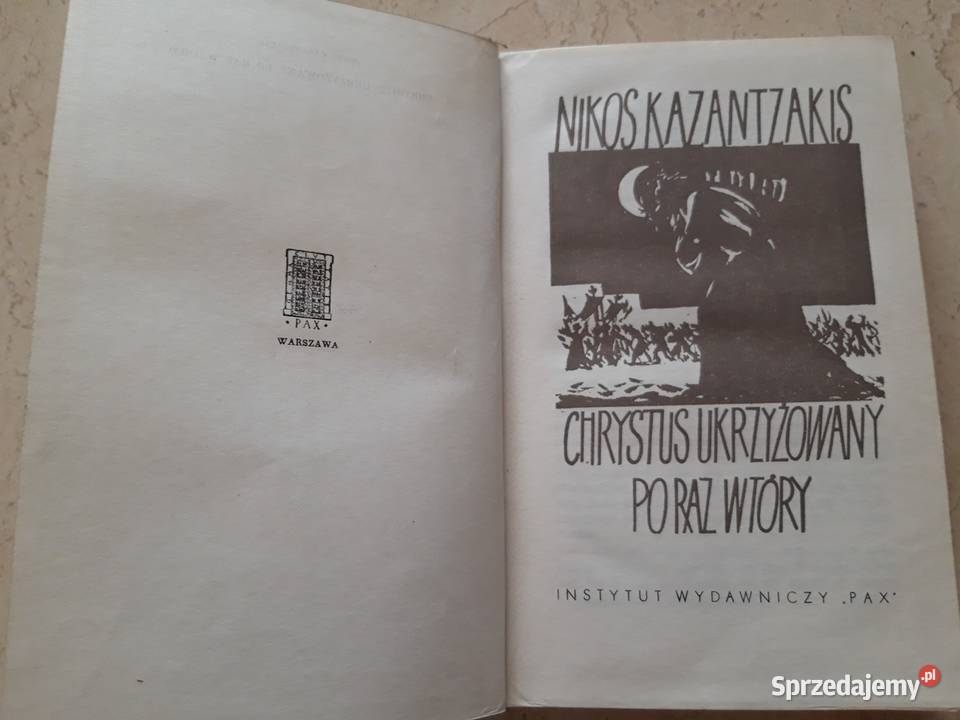 · PAX ·
WARSZAWA
NIKOS KAZANTZAKIS
CHRYSTUS UKRZYŻOWANY
PO RAZ WTÓRY
INSTYTUT WYDAWNICZY „PAX"
Sprzedajemy.pl